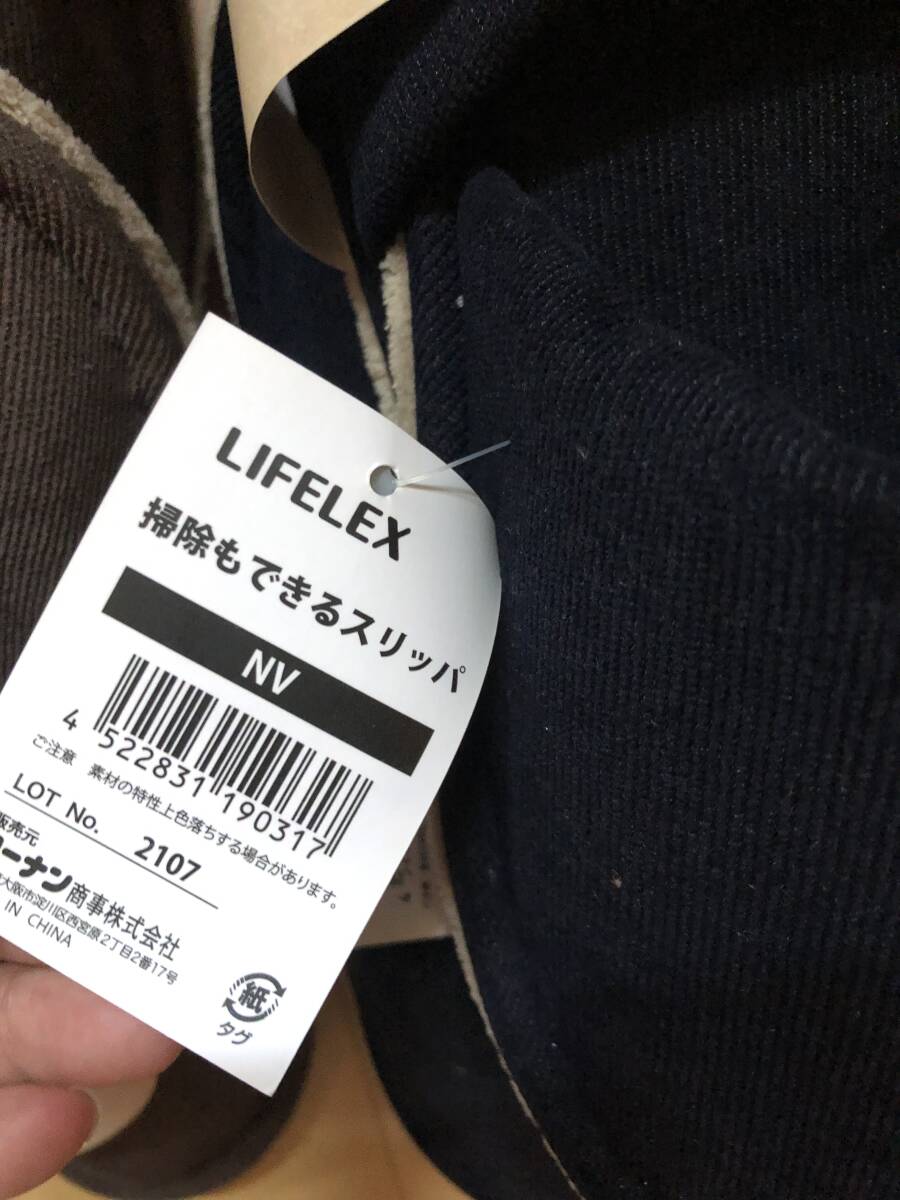 LIFELEX
掃除もできるスリッパ
NV
4 522831 190317
ご注意 素材の特性上色落ちする場合があります。
LOT No. 2107
販売元
コーナン商事株式会社
大阪市淀川区西宮原2丁目2番17号
IN CHINA
紙
タグ